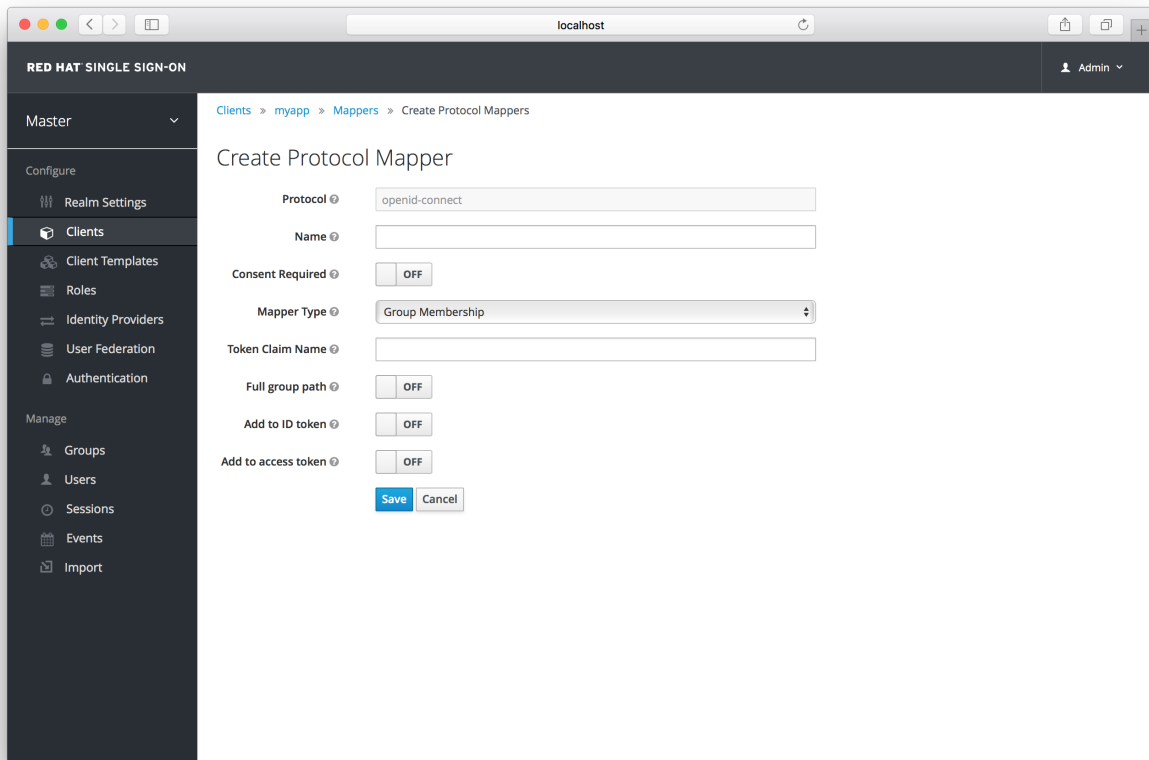 localhost
RED HAT SINGLE SIGN-ON
Admin
Master
Configure
Realm Settings
Clients
Client Templates
Roles
Identity Providers
User Federation
Authentication
Manage
Groups
Users
Sessions
Events
Import
Clients » myapp » Mappers » Create Protocol Mappers
Create Protocol Mapper
Protocol openid-connect
Name
Consent Required OFF
Mapper Type Group Membership
Token Claim Name
Full group path OFF
Add to ID token OFF
Add to access token OFF
Save Cancel